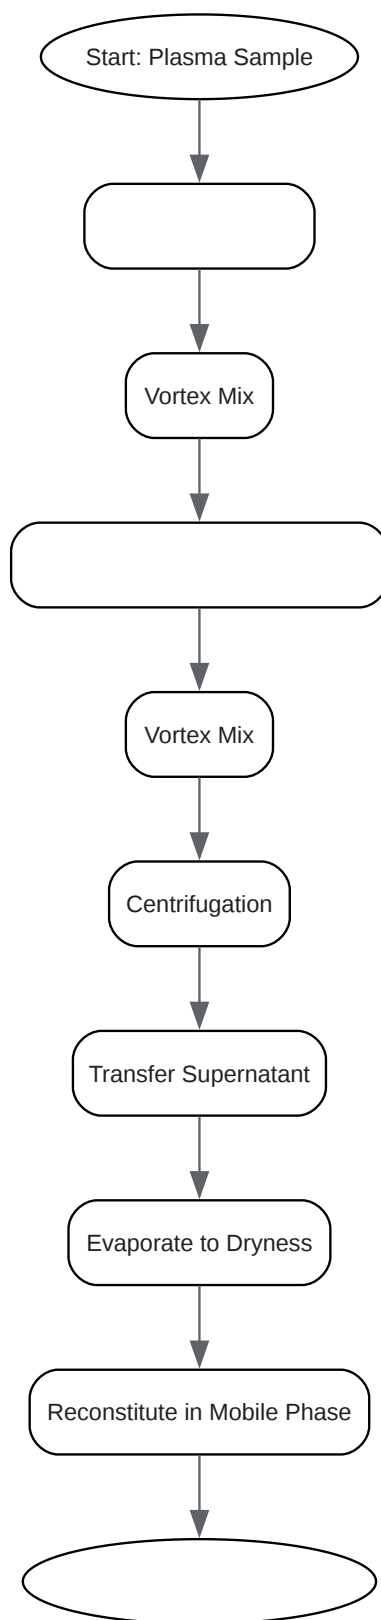 Start: Plasma Sample
Vortex Mix
Vortex Mix
Centrifugation
Transfer Supernatant
Evaporate to Dryness
Reconstitute in Mobile Phase